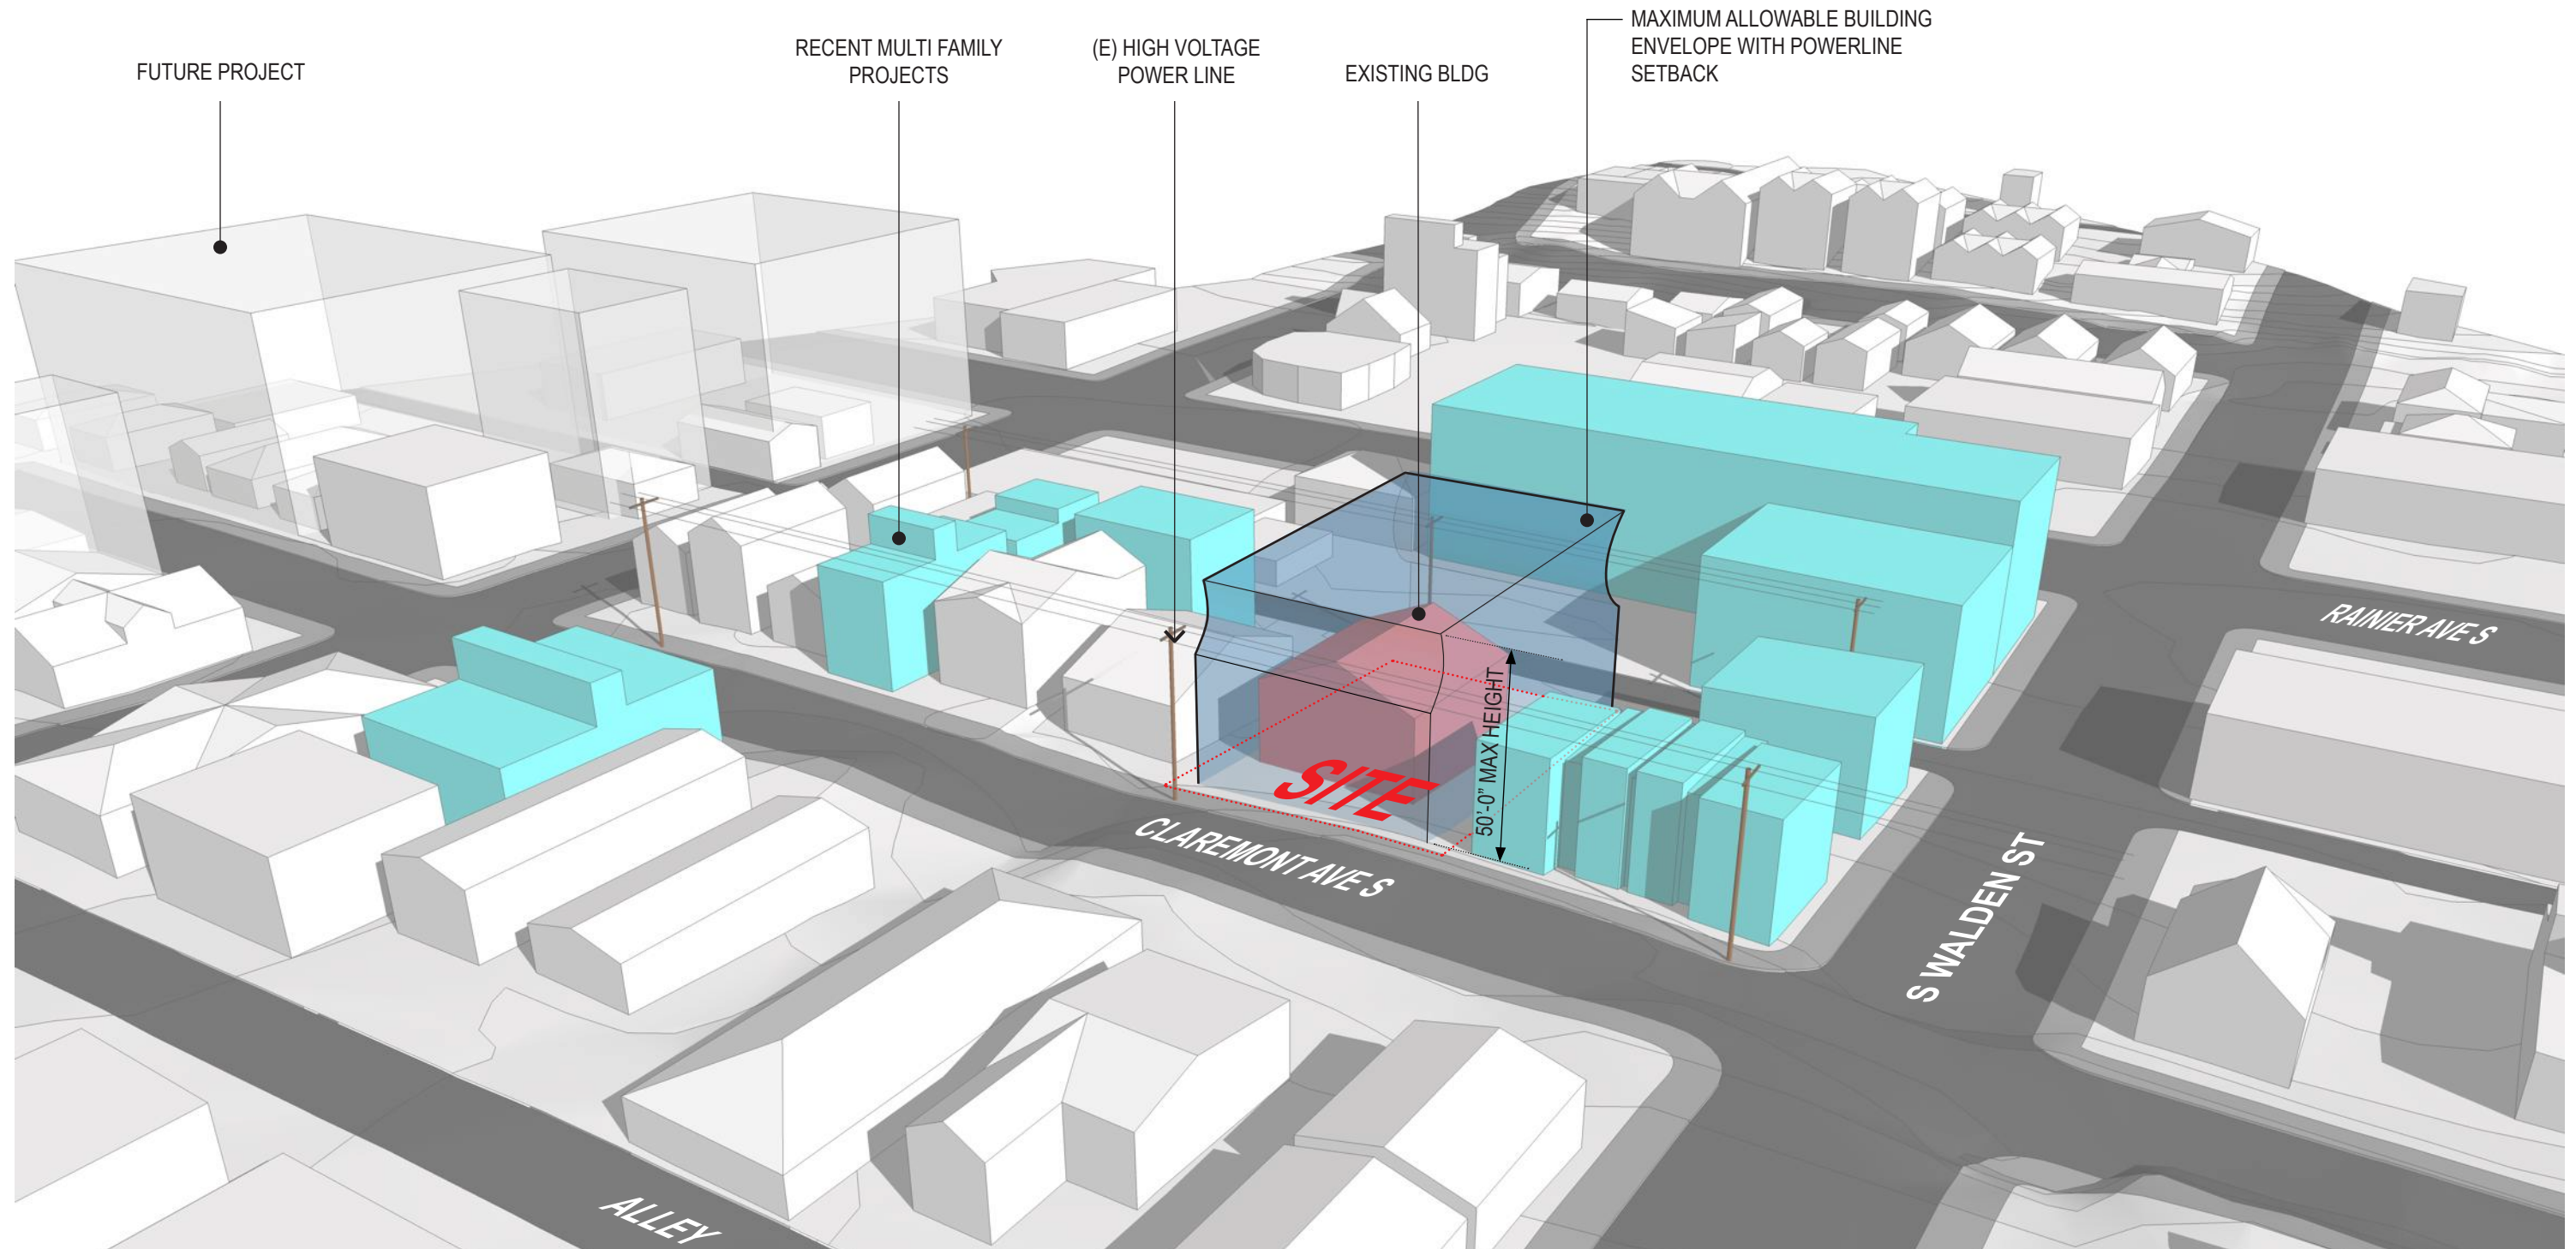 FUTURE PROJECT
RECENT MULTI FAMILY
PROJECTS
(E) HIGH VOLTAGE
POWER LINE
EXISTING BLDG
MAXIMUM ALLOWABLE BUILDING
ENVELOPE WITH POWERLINE
SETBACK
RAINIER AVE S
50'-0" MAX HEIGHT
SITE
CLAREMONT AVE S
S WALDEN ST
ALLEY